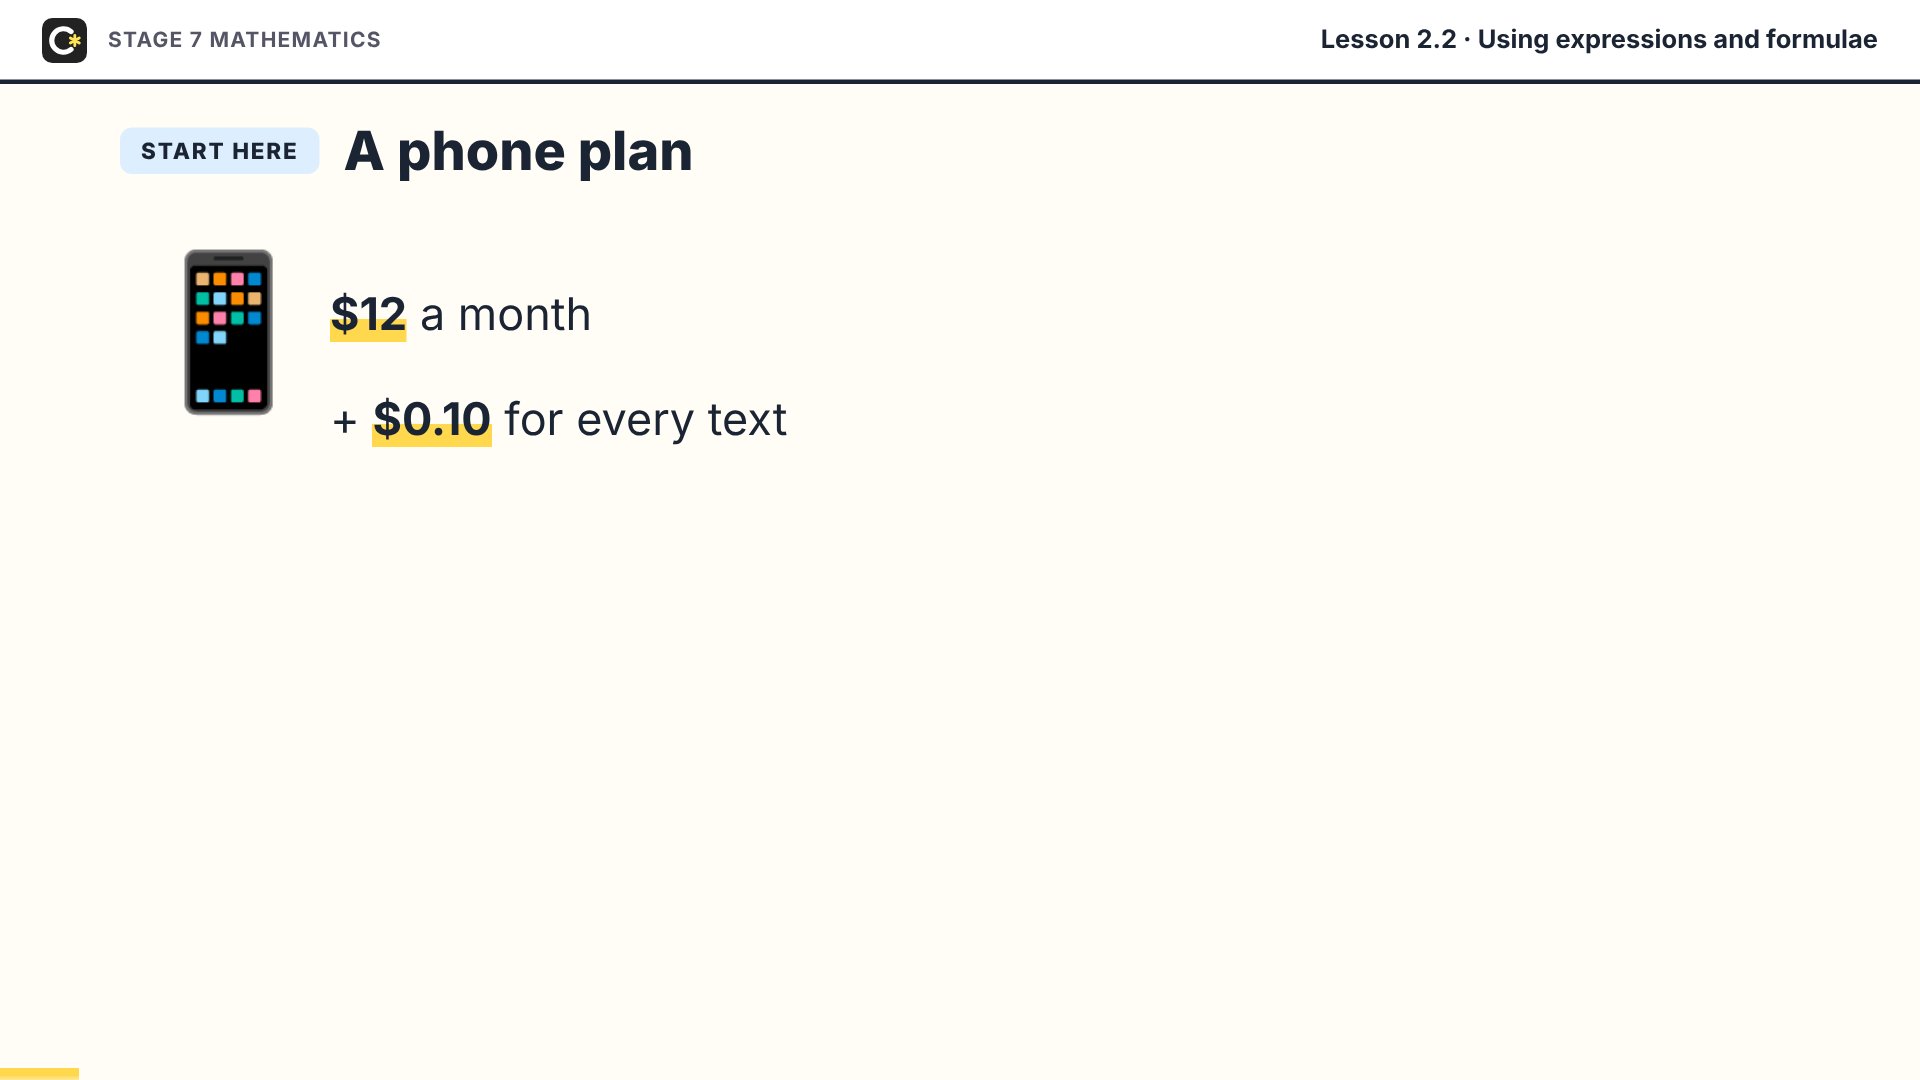 STAGE 7 MATHEMATICS
Lesson 2.2 · Using expressions and formulae
START HERE
A phone plan
$12 a month
+ $0.10 for every text